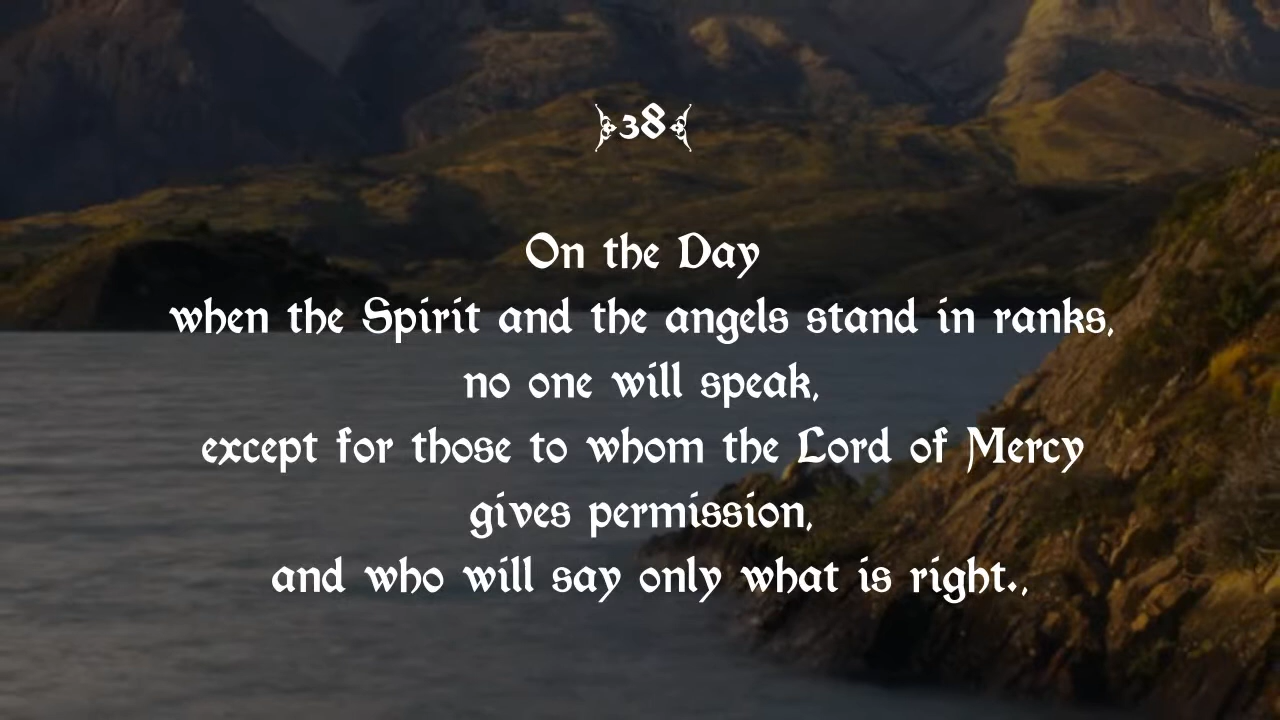 38
On the Day
when the Spirit and the angels stand in ranks,
no one will speak,
except for those to whom the Lord of Mercy
gives permission,
and who will say only what is right.,